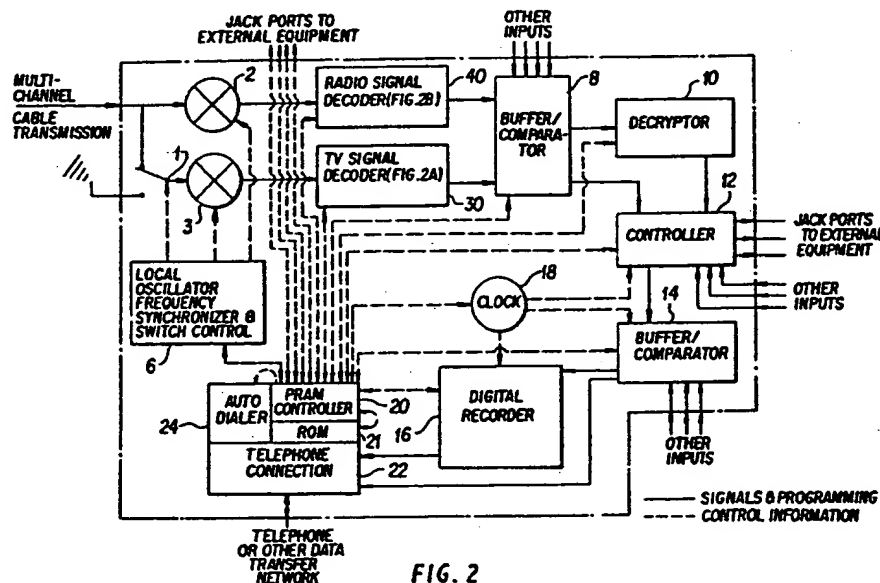 JACK PORTS TO
EXTERNAL EQUIPMENT
OTHER
INPUTS
MULTI-
CHANNEL
CABLE TRANSMISSION
2
RADIO SIGNAL
DECODER(FIG.2B)
40
8
BUFFER/
COMPARA-
TOR
10
DECRYPTOR
1
3
TV SIGNAL
DECODER(FIG.2A)
30
12
CONTROLLER
JACK PORTS
TO EXTERNAL
EQUIPMENT
LOCAL
OSCILLATOR
FREQUENCY
SYNCHRONIZER &
SWITCH CONTROL
6
18
CLOCK
OTHER
INPUTS
14
BUFFER/
COMPARATOR
AUTO
DIALER
24
PRAM
CONTROLLER
20
ROM
21
16
DIGITAL
RECORDER
TELEPHONE
CONNECTION
22
OTHER
INPUTS
SIGNALS & PROGRAMMING
CONTROL INFORMATION
TELEPHONE
OR OTHER DATA
TRANSFER
NETWORK
FIG. 2